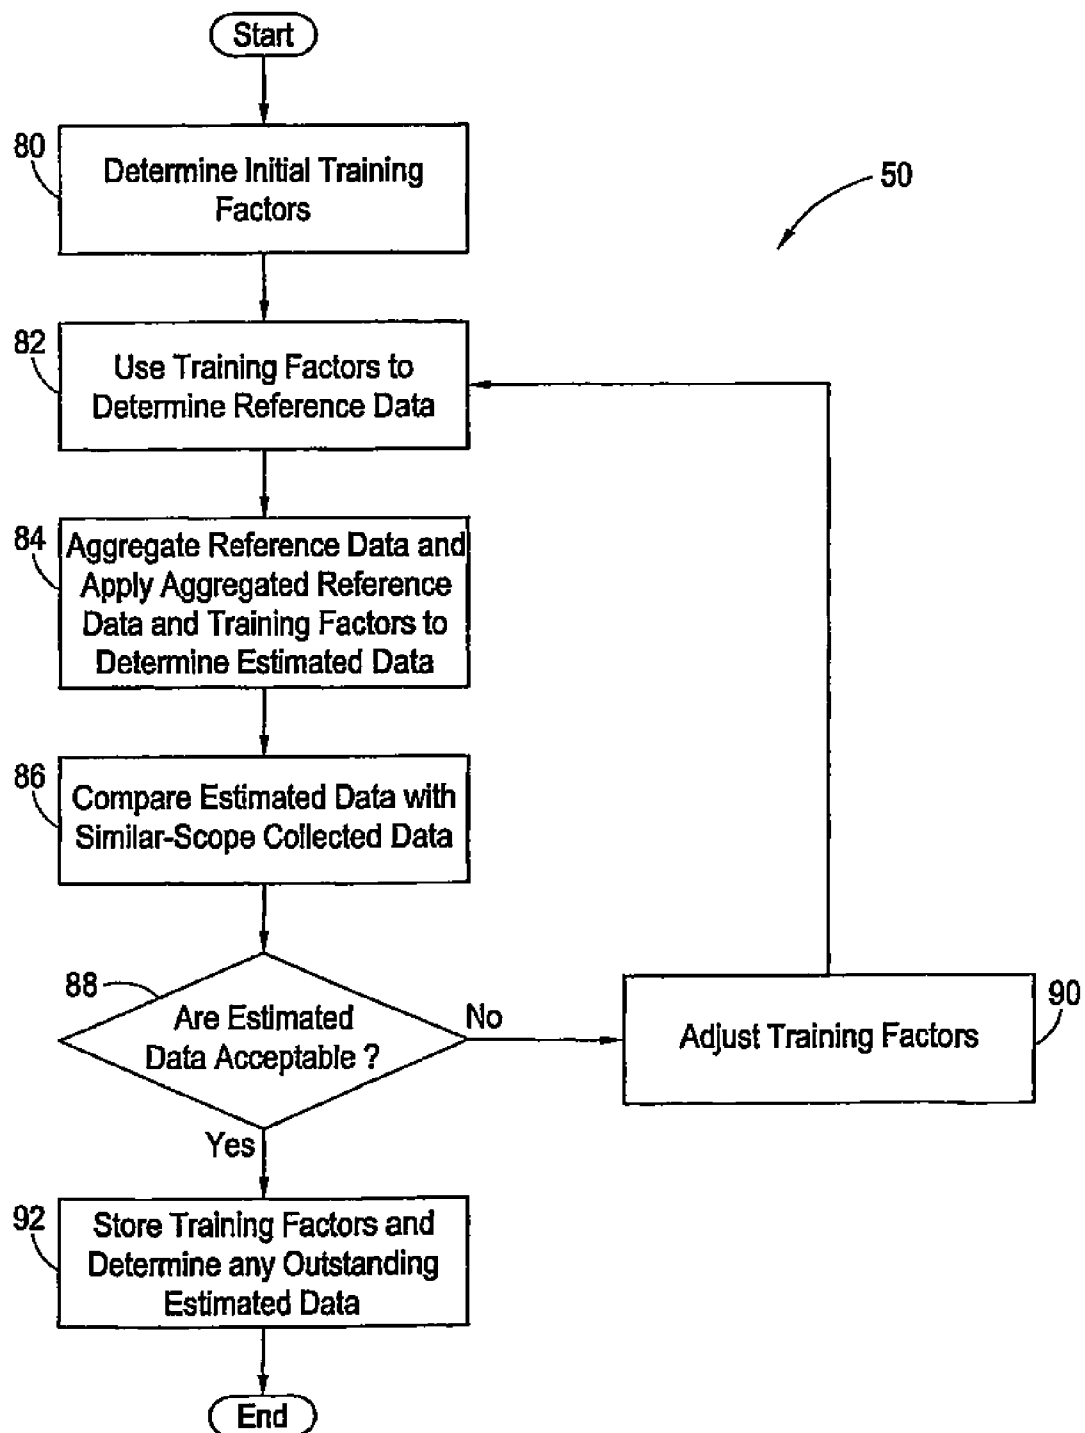 Start
80
Determine Initial Training
Factors
50
82
Use Training Factors to
Determine Reference Data
84
Aggregate Reference Data and
Apply Aggregated Reference
Data and Training Factors to
Determine Estimated Data
86
Compare Estimated Data with
Similar-Scope Collected Data
88
Are Estimated
Data Acceptable ?
No
Adjust Training Factors
90
Yes
92
Store Training Factors and
Determine any Outstanding
Estimated Data
End